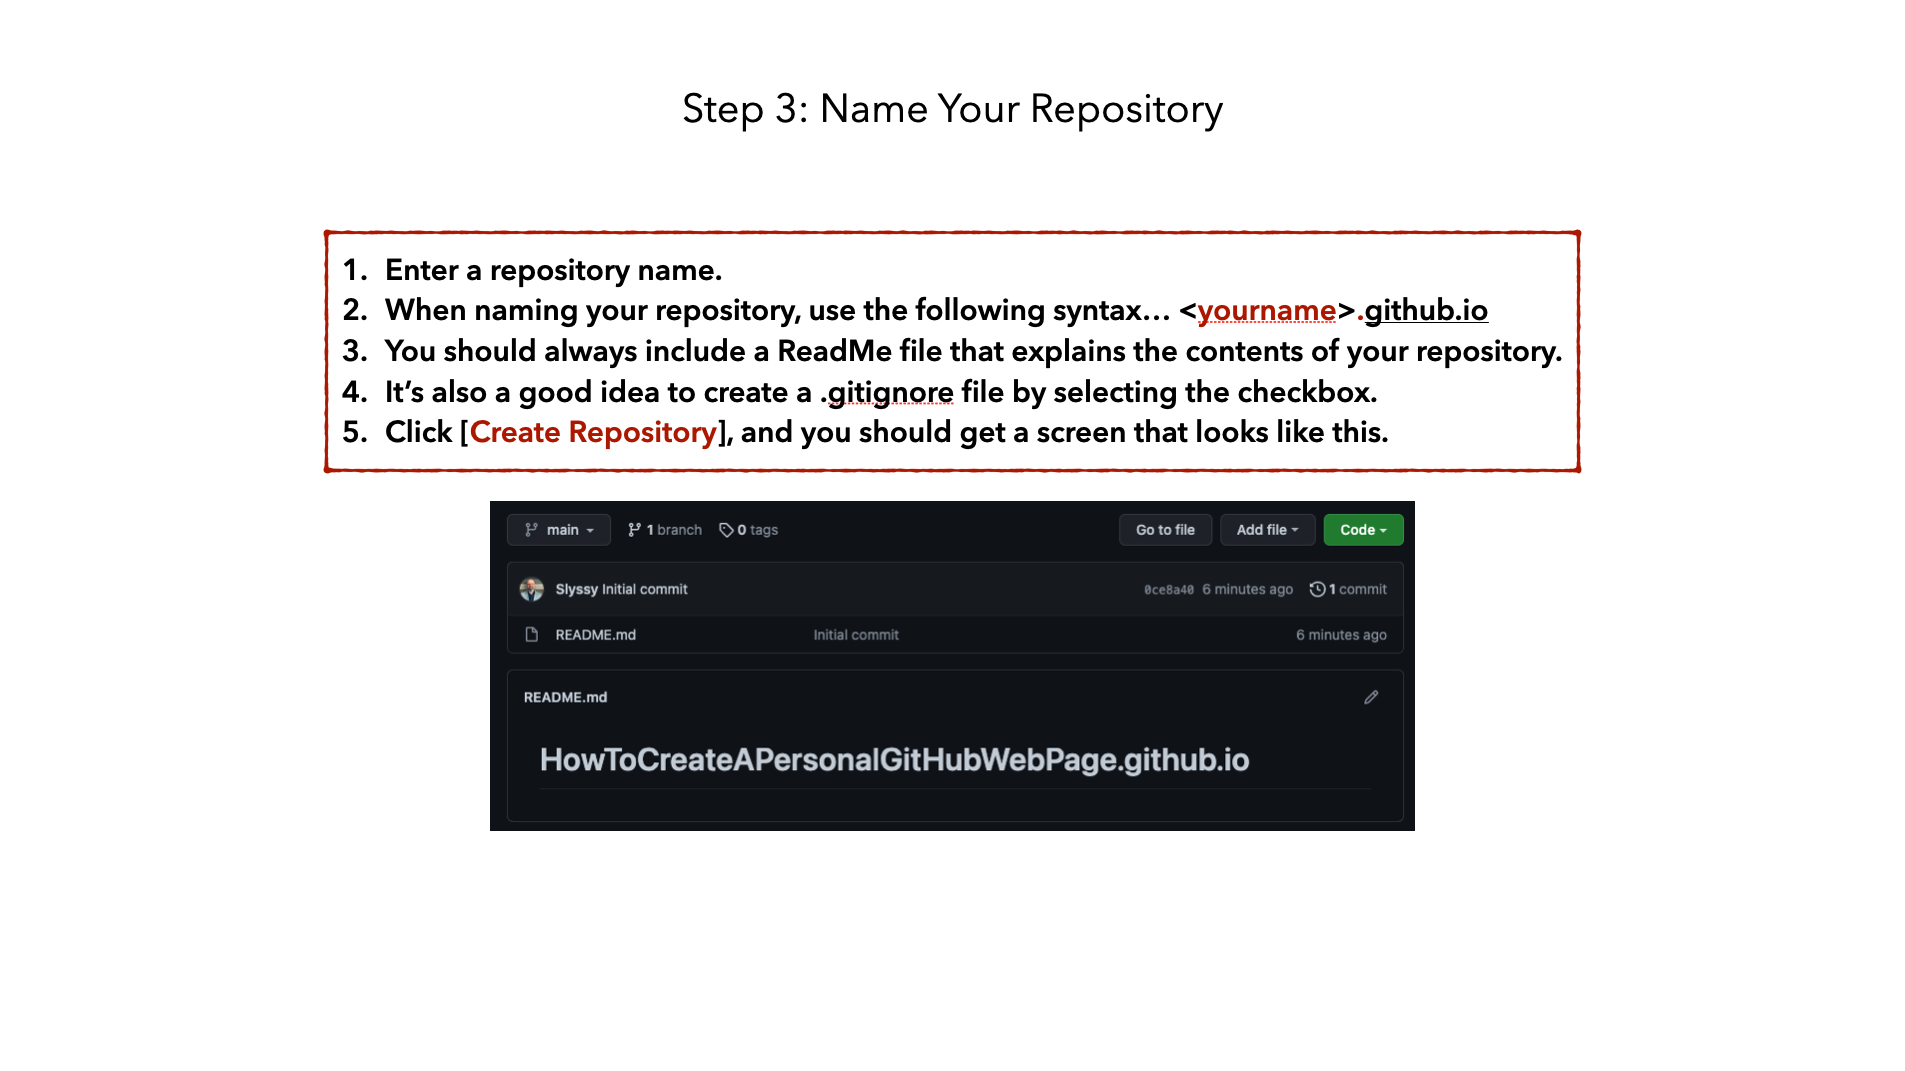 Step 3: Name Your Repository
1. Enter a repository name.
2. When naming your repository, use the following syntax… <yourname>.github.io
3. You should always include a ReadMe file that explains the contents of your repository.
4. It’s also a good idea to create a .gitignore file by selecting the checkbox.
5. Click [Create Repository], and you should get a screen that looks like this.
main 1 branch 0 tags Go to file Add file Code
Slyssy Initial commit 0ce8a40 6 minutes ago 1 commit
README.md Initial commit 6 minutes ago
README.md
HowToCreateAPersonalGitHubWebPage.github.io